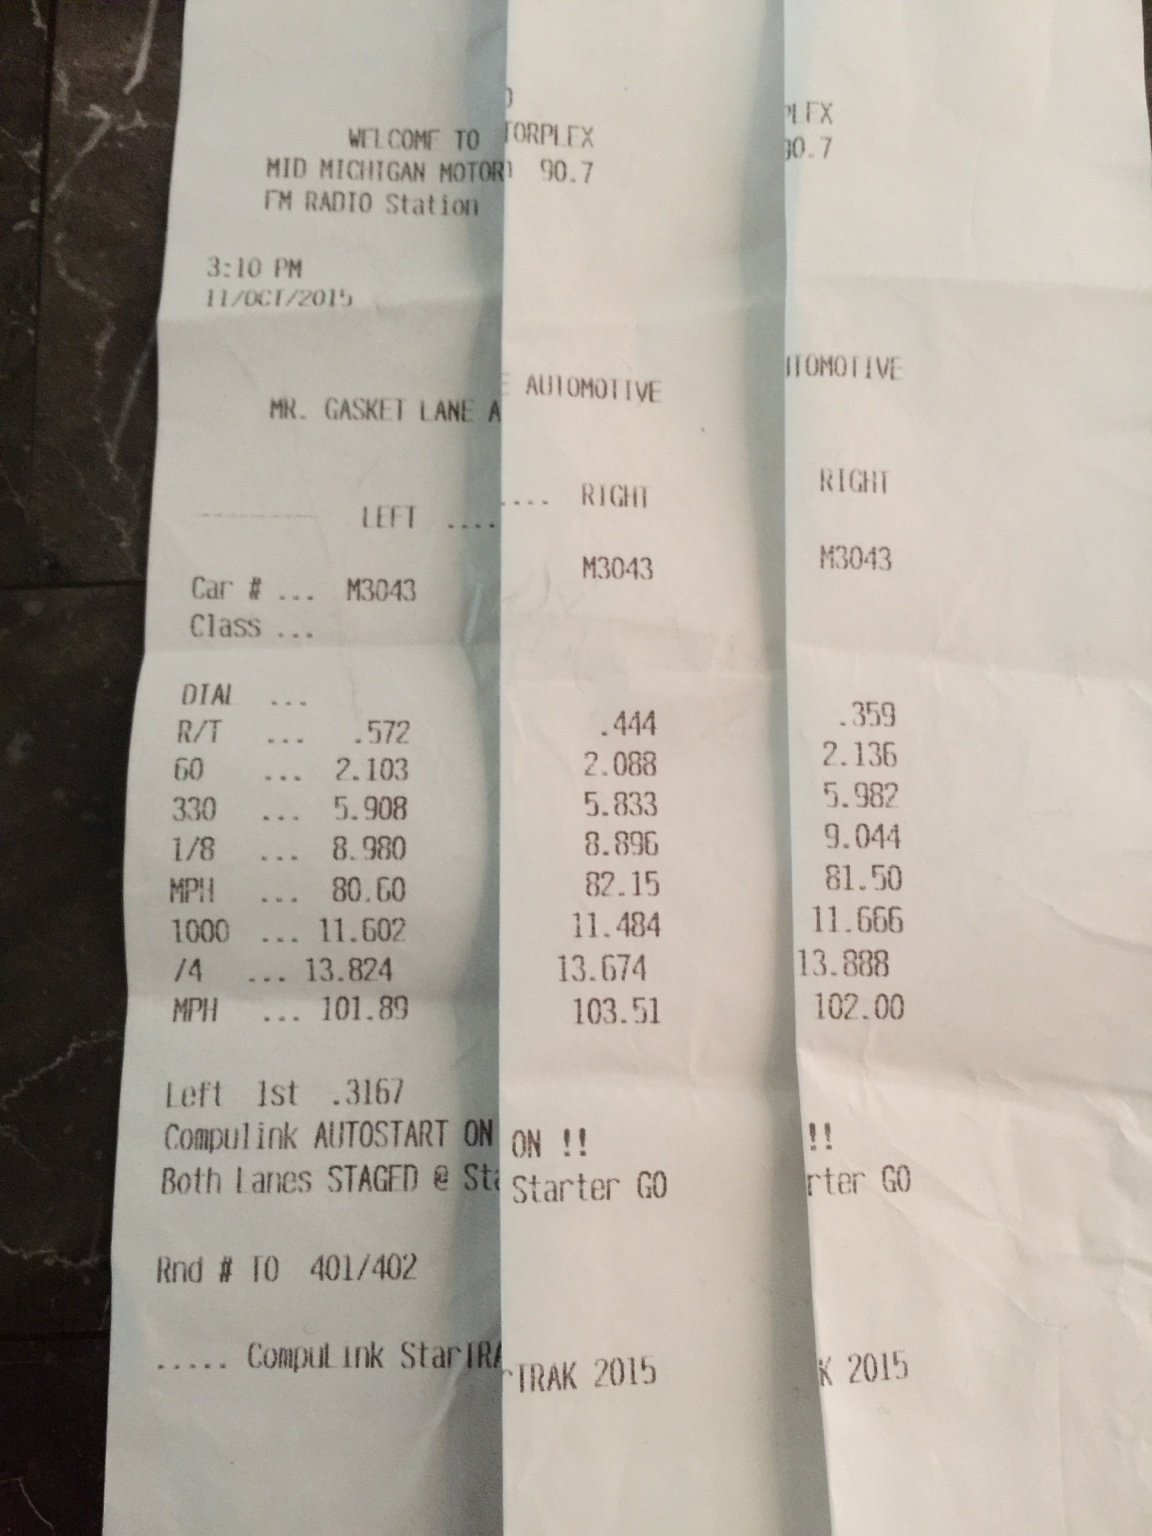 WELCOME TO
MID MICHIGAN MOTOR
FM RADIO Station
3:10 PM
11/OCT/2015
MR. GASKET LANE A
LEFT ....
Car # ... M3043
Class ...
DIAL ...
R/T ... .572
60 ... 2.103
330 ... 5.908
1/8 ... 8.980
MPH ... 80.60
1000 ... 11.602
/4 ... 13.824
MPH ... 101.89
Left 1st .3167
Compulink AUTOSTART ON
Both Lanes STAGED @ Sta
Rnd # TO 401/402
..... CompuLink StarTRA
TORPLEX
90.7
AUTOMOTIVE
.... RIGHT
M3043
.444
2.088
5.833
8.896
82.15
11.484
13.674
103.51
ON !!
Starter GO
rTRAK 2015
PLEX
90.7
UTOMOTIVE
RIGHT
M3043
.359
2.136
5.982
9.044
81.50
11.666
13.888
102.00
!!
rter GO
K 2015